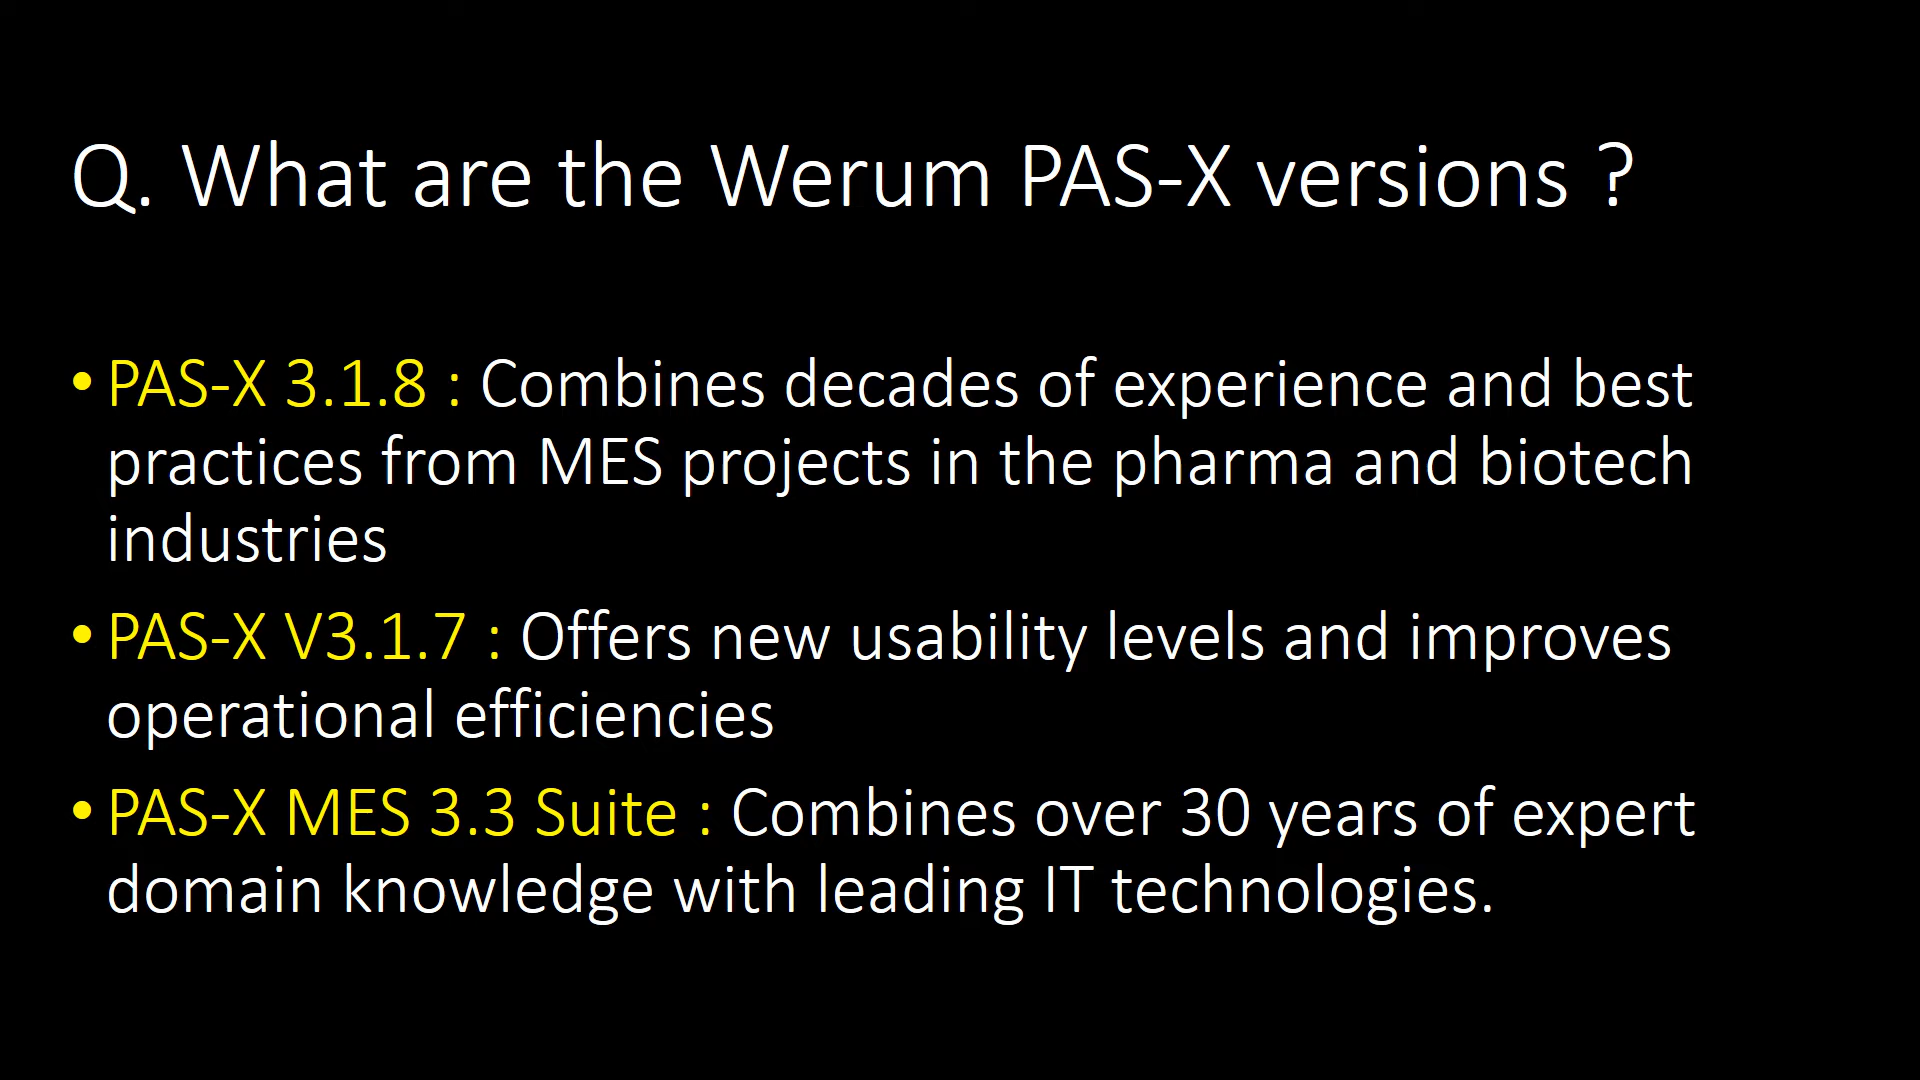 Q. What are the Werum PAS-X versions ?
• PAS-X 3.1.8 : Combines decades of experience and best
practices from MES projects in the pharma and biotech
industries
• PAS-X V3.1.7 : Offers new usability levels and improves
operational efficiencies
• PAS-X MES 3.3 Suite : Combines over 30 years of expert
domain knowledge with leading IT technologies.